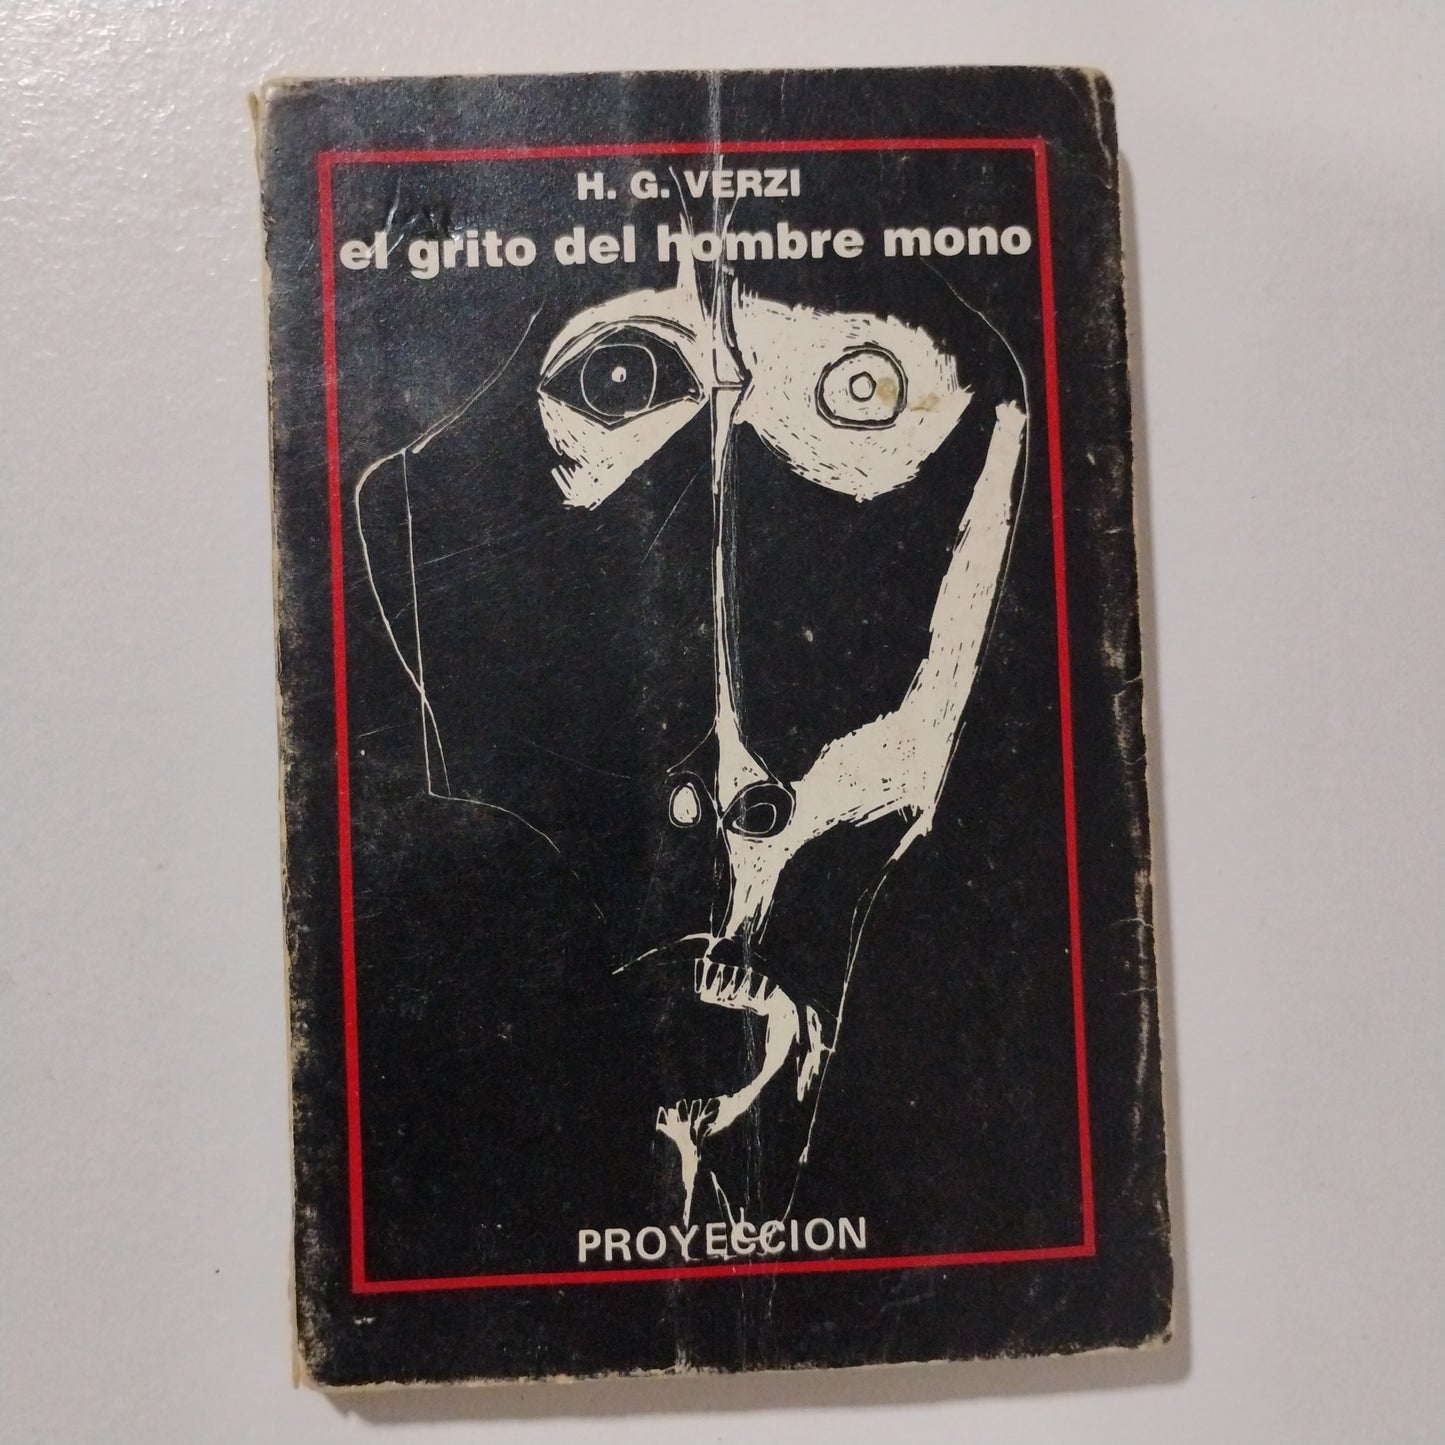 H. G. VERZI
el grito del hombre mono
PROYECCION